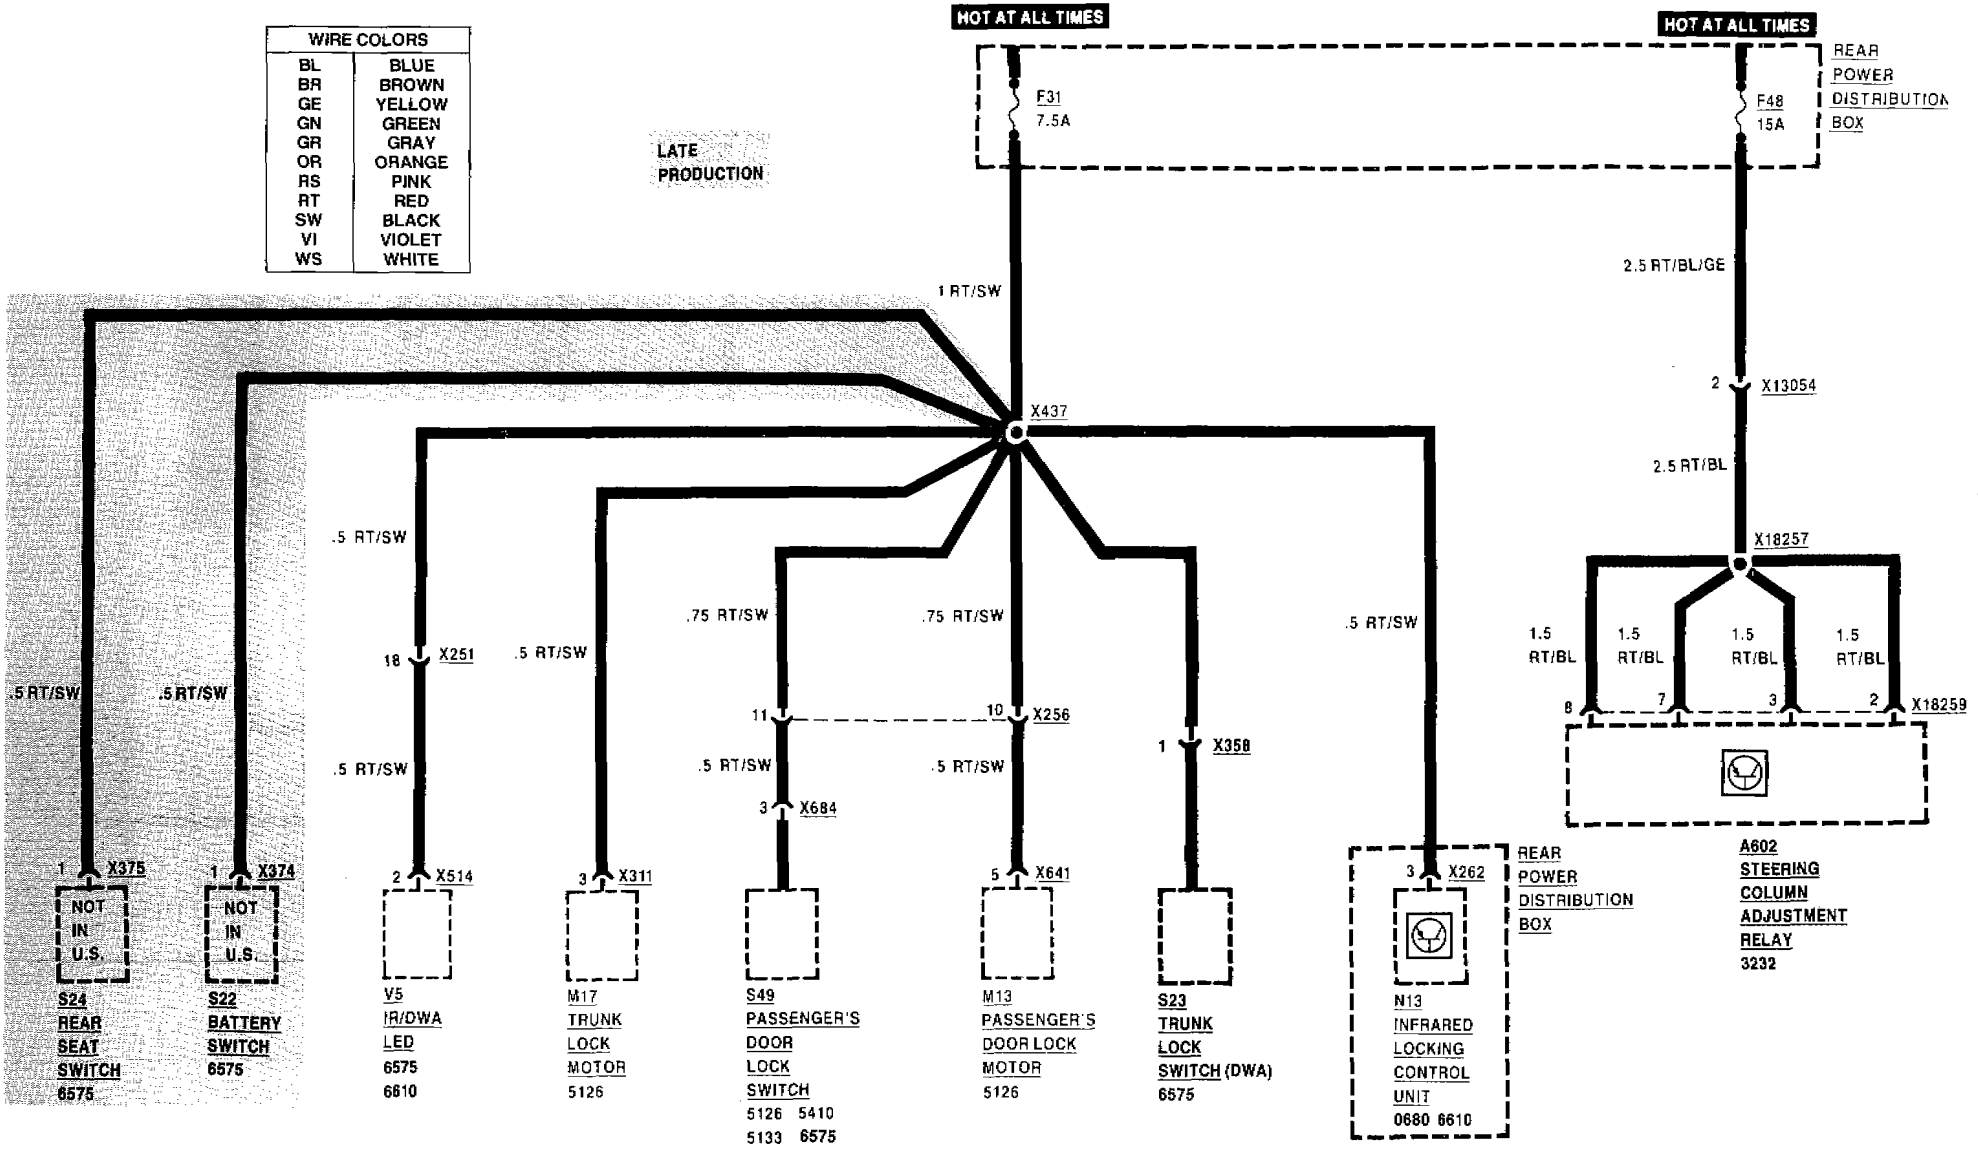 HOT AT ALL TIMES
HOT AT ALL TIMES
WIRE COLORS
BL BLUE
BR BROWN
GE YELLOW
GN GREEN
GR GRAY
OR ORANGE
RS PINK
RT RED
SW BLACK
VI VIOLET
WS WHITE
LATE
PRODUCTION
F31
7.5A
F48
15A
REAR
POWER
DISTRIBUTION
BOX
1 RT/SW
2.5 RT/BL/GE
2 X13054
2.5 RT/BL
X437
X18257
.5 RT/SW
.5 RT/SW
.5 RT/SW
18 X251
.5 RT/SW
.5 RT/SW
.75 RT/SW
11
.5 RT/SW
3 X684
.75 RT/SW
10 X256
.5 RT/SW
1 X358
.5 RT/SW
1.5
RT/BL
1.5
RT/BL
1.5
RT/BL
1.5
RT/BL
8 7 3 2 X18259
1 X375
NOT
IN
U.S.
S24
REAR
SEAT
SWITCH
6575
1 X374
NOT
IN
U.S.
S22
BATTERY
SWITCH
6575
2 X514
V5
IR/DWA
LED
6575
6610
3 X311
M17
TRUNK
LOCK
MOTOR
5126
S49
PASSENGER'S
DOOR
LOCK
SWITCH
5126 5410
5133 6575
5 X641
M13
PASSENGER'S
DOOR LOCK
MOTOR
5126
S23
TRUNK
LOCK
SWITCH (DWA)
6575
3 X262
REAR
POWER
DISTRIBUTION
BOX
N13
INFRARED
LOCKING
CONTROL
UNIT
0680 6610
A602
STEERING
COLUMN
ADJUSTMENT
RELAY
3232